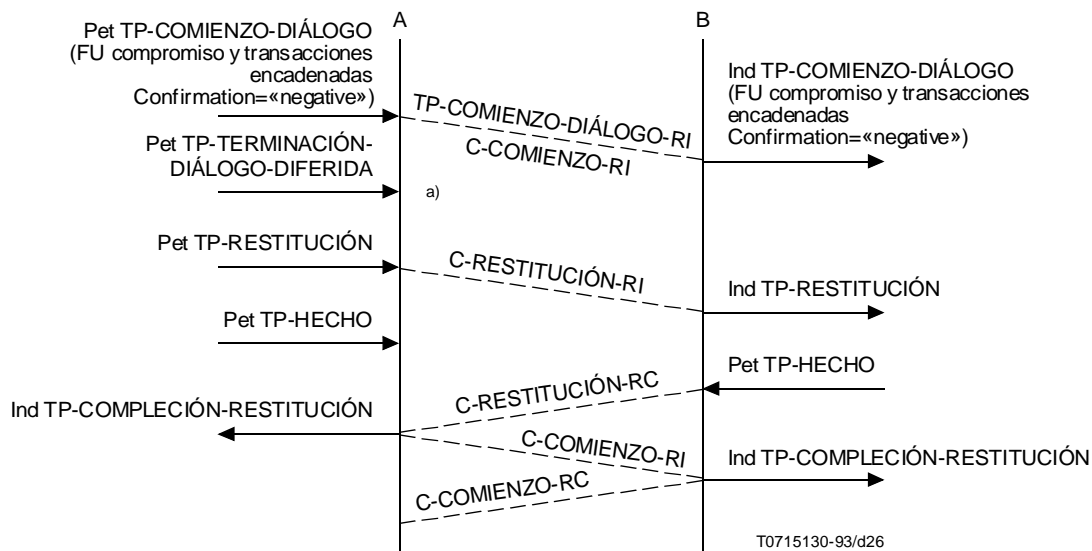 A
B
Pet TP-COMIENZO-DIÁLOGO
(FU compromiso y transacciones
encadenadas
Confirmation=«negative»)
Ind TP-COMIENZO-DIÁLOGO
(FU compromiso y transacciones
encadenadas
Confirmation=«negative»)
TP-COMIENZO-DIÁLOGO-RI
C-COMIENZO-RI
Pet TP-TERMINACIÓN-
DIÁLOGO-DIFERIDA
a)
Pet TP-RESTITUCIÓN
C-RESTITUCIÓN-RI
Ind TP-RESTITUCIÓN
Pet TP-HECHO
Pet TP-HECHO
C-RESTITUCIÓN-RC
Ind TP-COMPLECIÓN-RESTITUCIÓN
C-COMIENZO-RI
Ind TP-COMPLECIÓN-RESTITUCIÓN
C-COMIENZO-RC
T0715130-93/d26